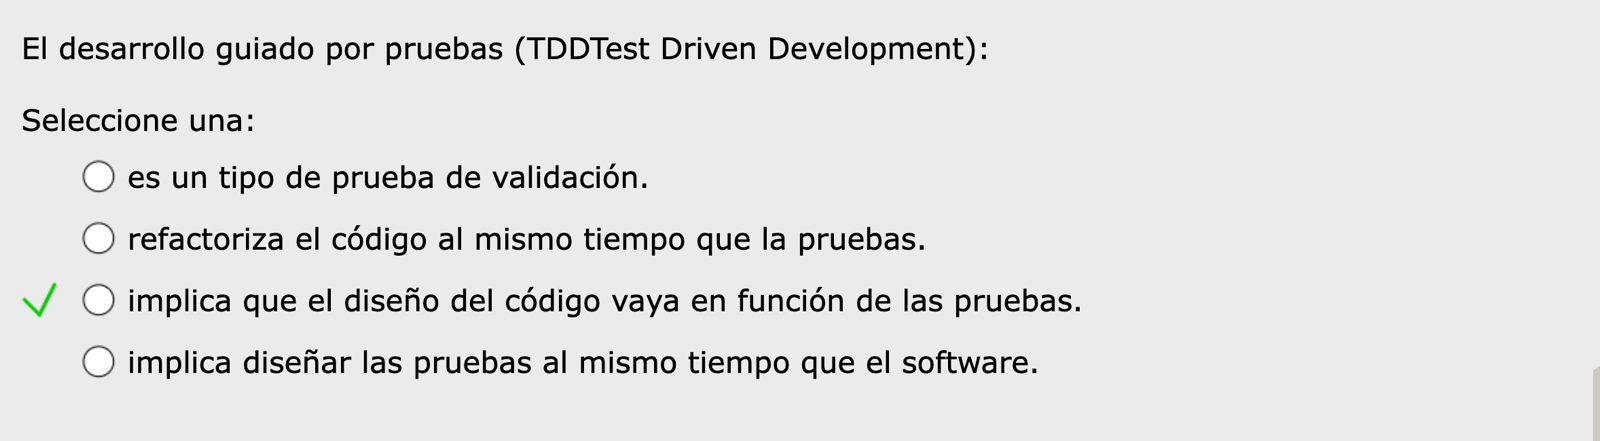 El desarrollo guiado por pruebas (TDDTest Driven Development):
Seleccione una:
es un tipo de prueba de validación.
refactoriza el código al mismo tiempo que la pruebas.
implica que el diseño del código vaya en función de las pruebas.
implica diseñar las pruebas al mismo tiempo que el software.